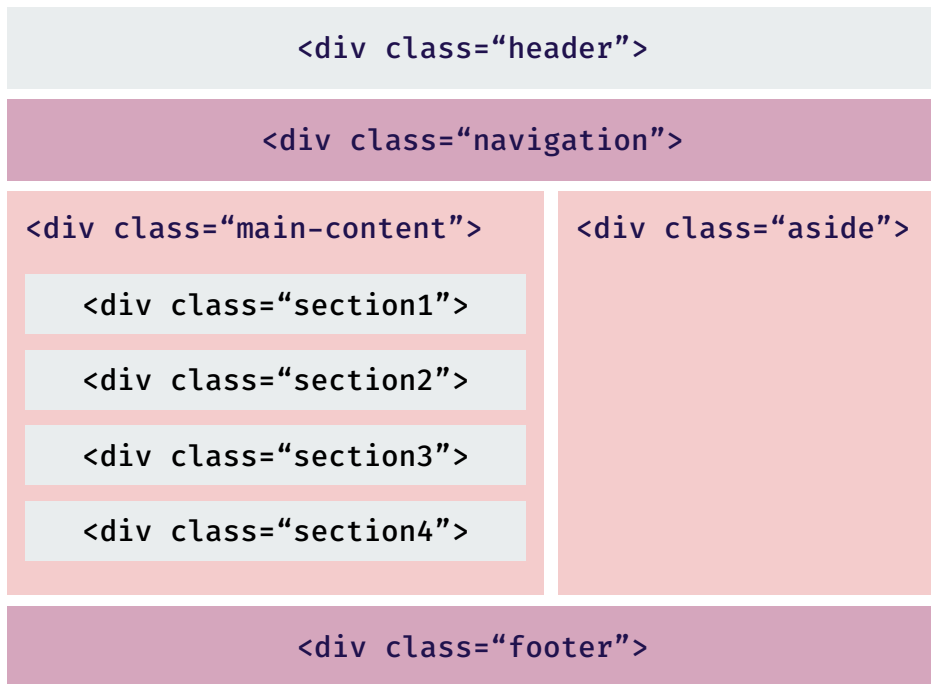 <div class=“header”>
<div class=“navigation”>
<div class=“main-content”>
<div class=“section1”>
<div class=“section2”>
<div class=“section3”>
<div class=“section4”>
<div class=“aside”>
<div class=“footer”>